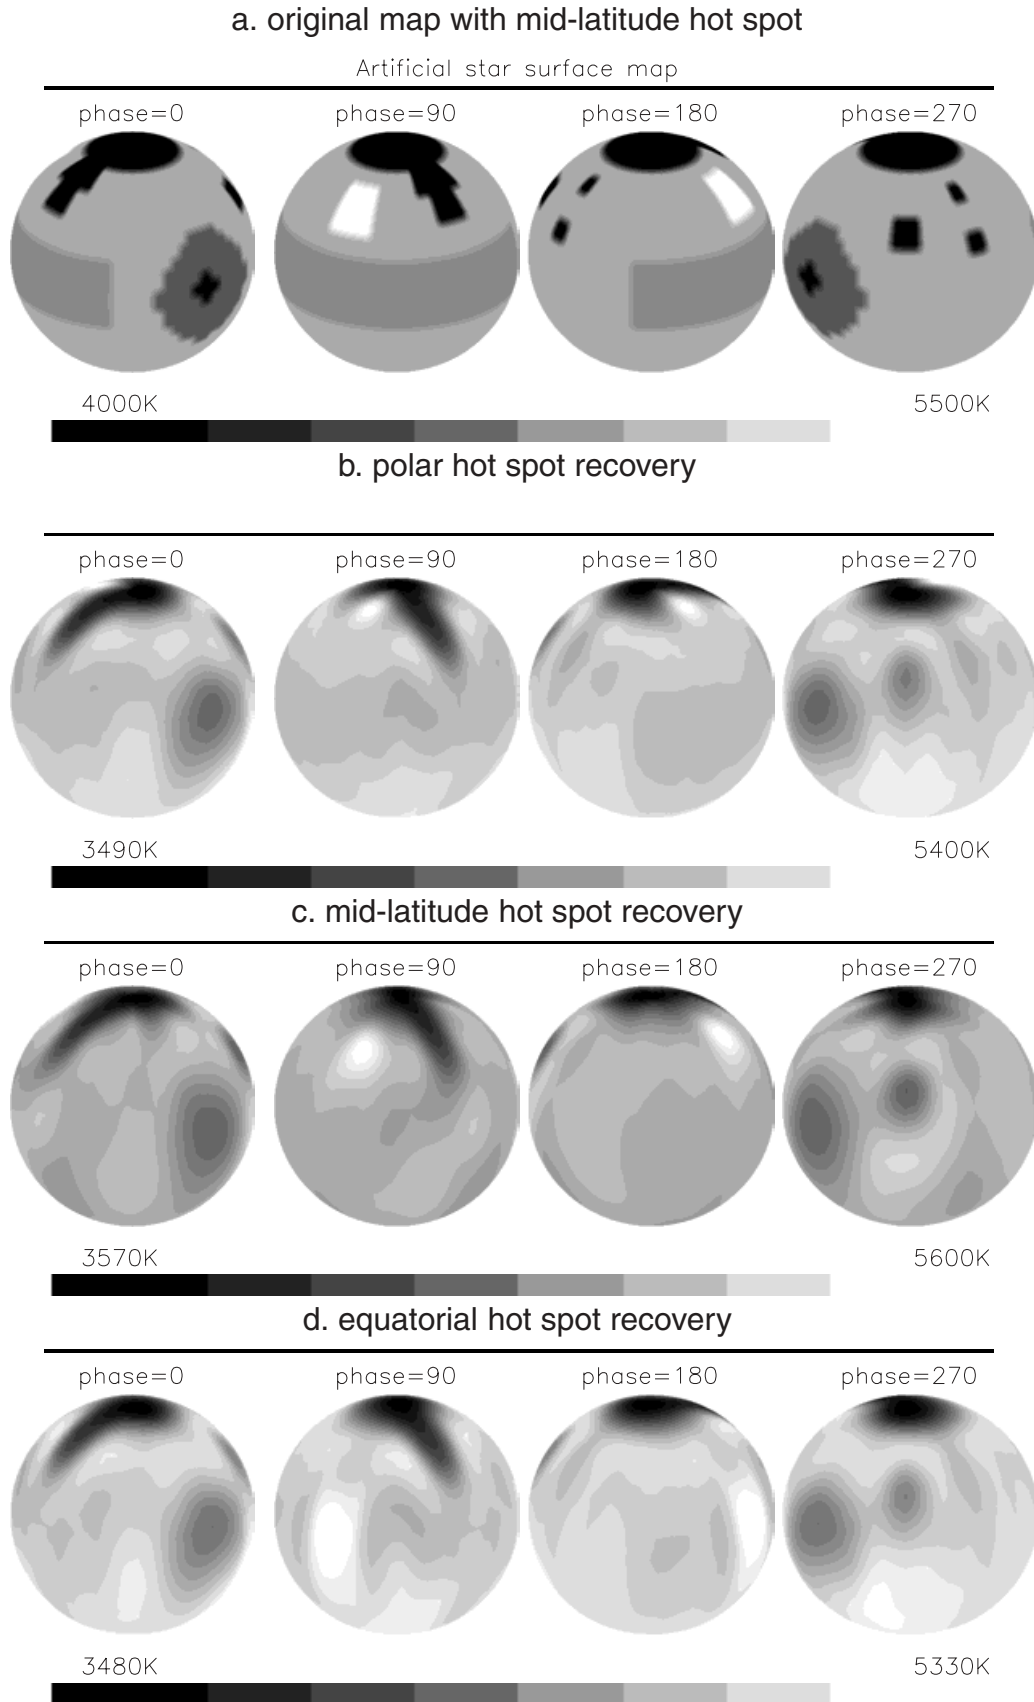 a. original map with mid-latitude hot spot
Artificial star surface map
phase=0 phase=90 phase=180 phase=270
4000K 5500K
b. polar hot spot recovery
phase=0 phase=90 phase=180 phase=270
3490K 5400K
c. mid-latitude hot spot recovery
phase=0 phase=90 phase=180 phase=270
3570K 5600K
d. equatorial hot spot recovery
phase=0 phase=90 phase=180 phase=270
3480K 5330K